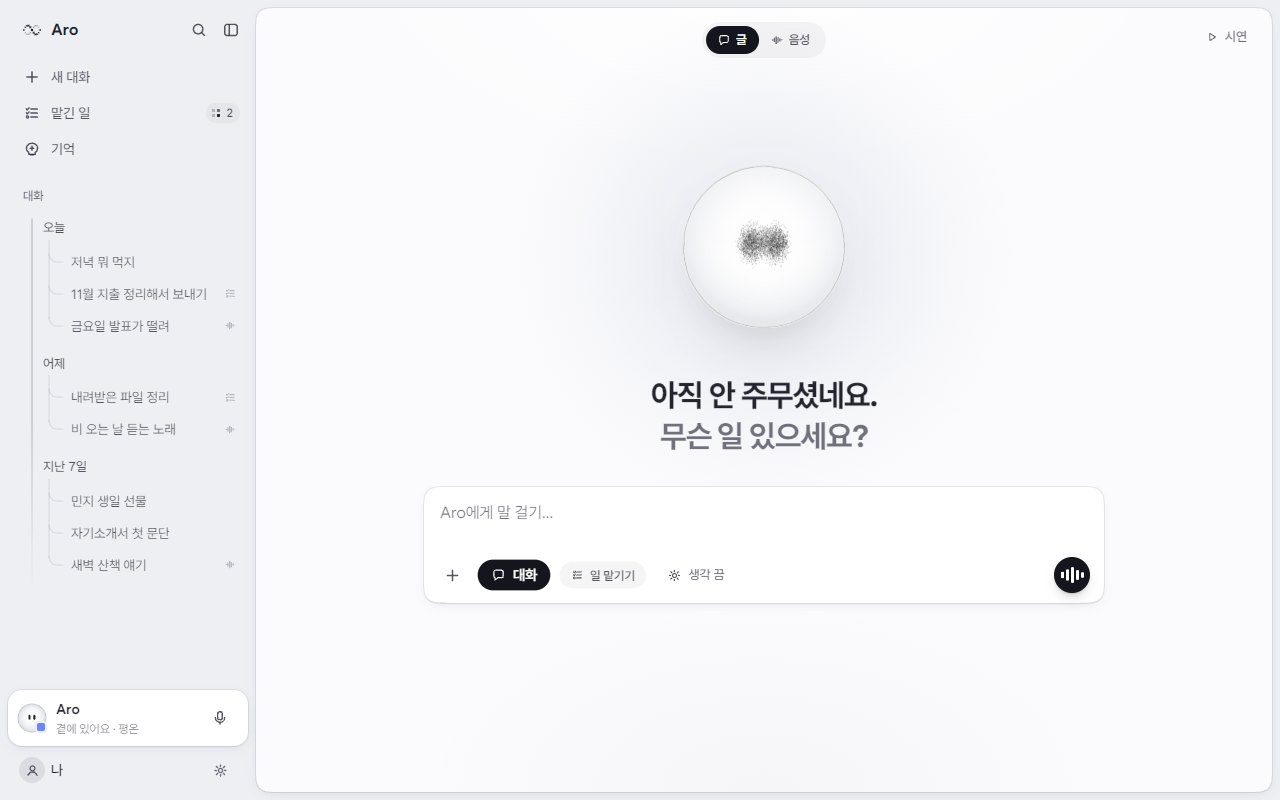 Aro
새 대화
맡긴 일
2
기억
대화
오늘
저녁 뭐 먹지
11월 지출 정리해서 보내기
금요일 발표가 떨려
어제
내려받은 파일 정리
비 오는 날 듣는 노래
지난 7일
민지 생일 선물
자기소개서 첫 문단
새벽 산책 얘기
Aro
곁에 있어요 · 평온
나
글
음성
시연
아직 안 주무셨네요.
무슨 일 있으세요?
Aro에게 말 걸기...
대화
일 맡기기
생각 끔